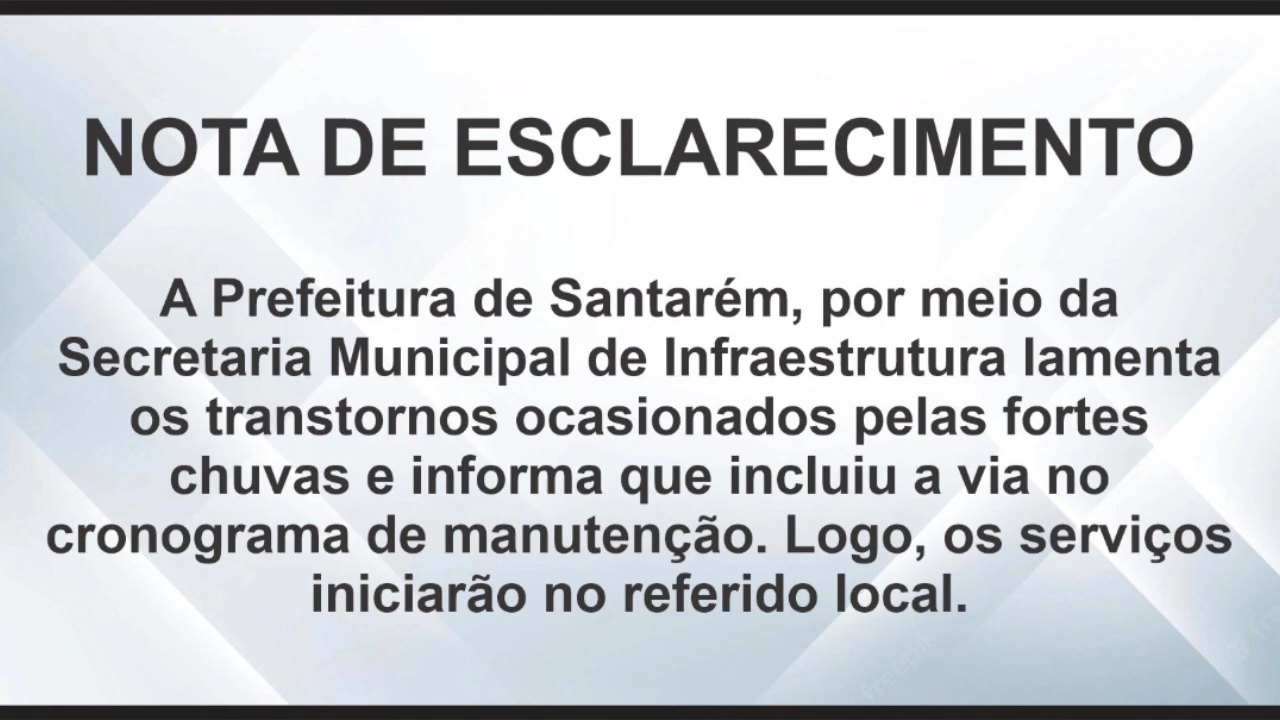 NOTA DE ESCLARECIMENTO
A Prefeitura de Santarém, por meio da
Secretaria Municipal de Infraestrutura lamenta
os transtornos ocasionados pelas fortes
chuvas e informa que incluiu a via no
cronograma de manutenção. Logo, os serviços
iniciarão no referido local.